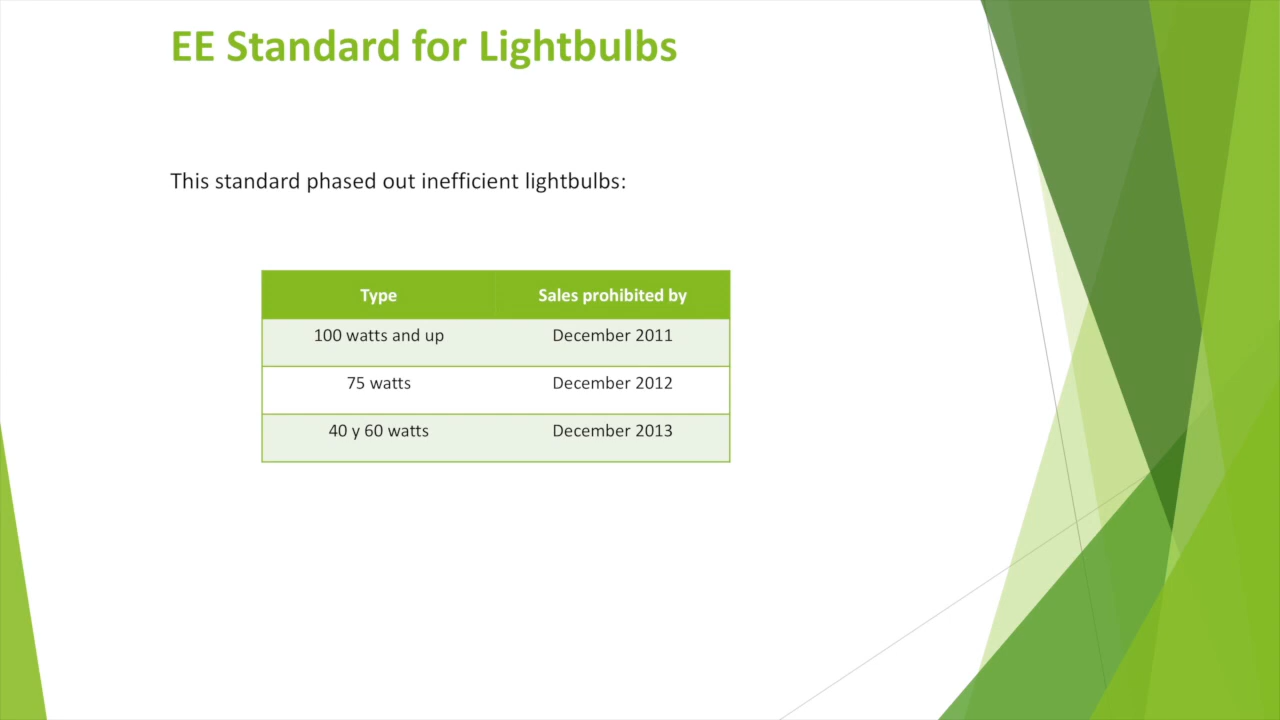 EE Standard for Lightbulbs
This standard phased out inefficient lightbulbs:
Type Sales prohibited by
100 watts and up December 2011
75 watts December 2012
40 y 60 watts December 2013